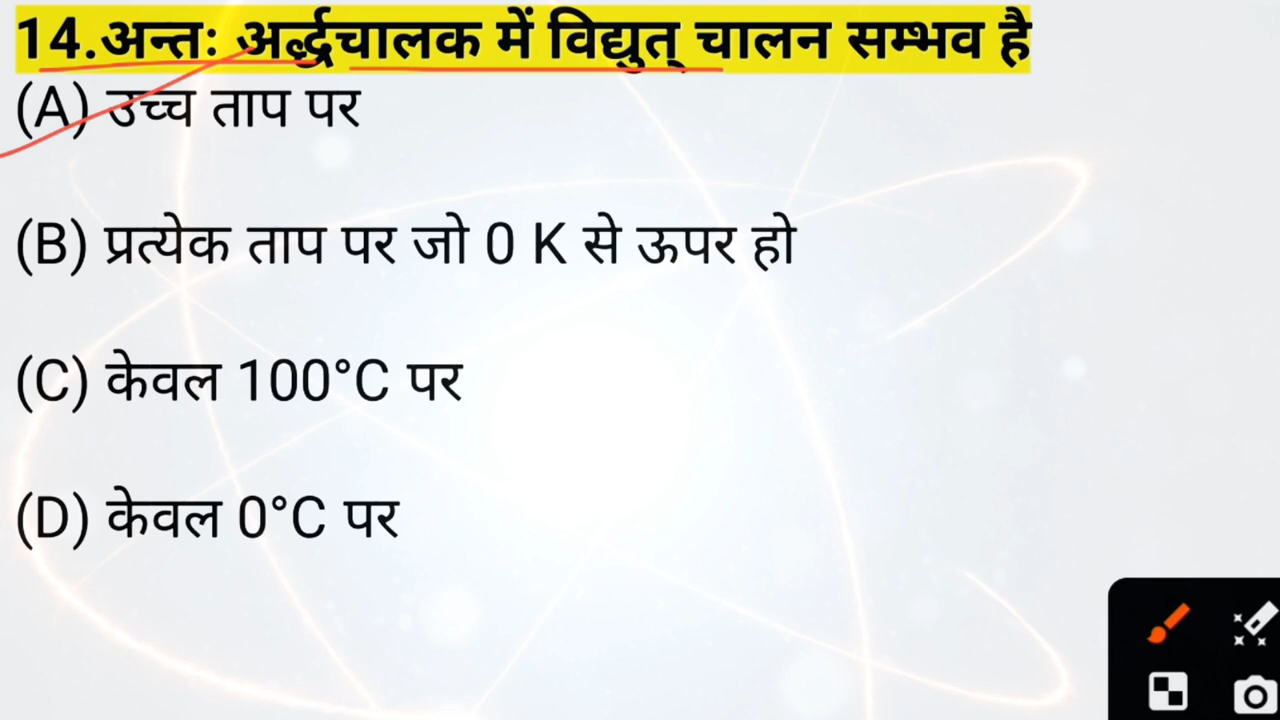 14.अन्तः अर्द्धचालक में विद्युत् चालन सम्भव है
(A) उच्च ताप पर
(B) प्रत्येक ताप पर जो 0 K से ऊपर हो
(C) केवल 100°C पर
(D) केवल 0°C पर